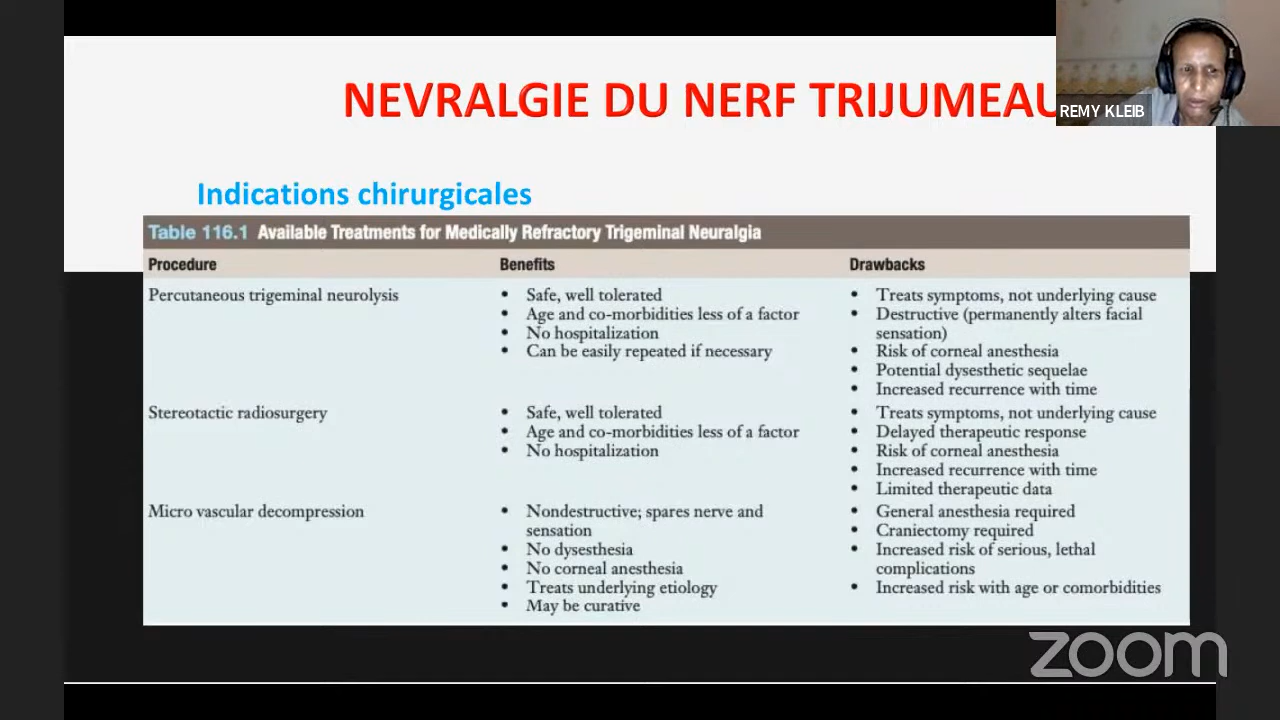 NEVRALGIE DU NERF TRIJUMEAU
REMY KLEIB
Indications chirurgicales
Table 116.1 Available Treatments for Medically Refractory Trigeminal Neuralgia
Procedure Benefits Drawbacks
Percutaneous trigeminal neurolysis
• Safe, well tolerated
• Age and co-morbidities less of a factor
• No hospitalization
• Can be easily repeated if necessary
• Treats symptoms, not underlying cause
• Destructive (permanently alters facial
sensation)
• Risk of corneal anesthesia
• Potential dysesthetic sequelae
• Increased recurrence with time
Stereotactic radiosurgery
• Safe, well tolerated
• Age and co-morbidities less of a factor
• No hospitalization
• Treats symptoms, not underlying cause
• Delayed therapeutic response
• Risk of corneal anesthesia
• Increased recurrence with time
• Limited therapeutic data
Micro vascular decompression
• Nondestructive; spares nerve and
sensation
• No dysesthesia
• No corneal anesthesia
• Treats underlying etiology
• May be curative
• General anesthesia required
• Craniectomy required
• Increased risk of serious, lethal
complications
• Increased risk with age or comorbidities
zoom